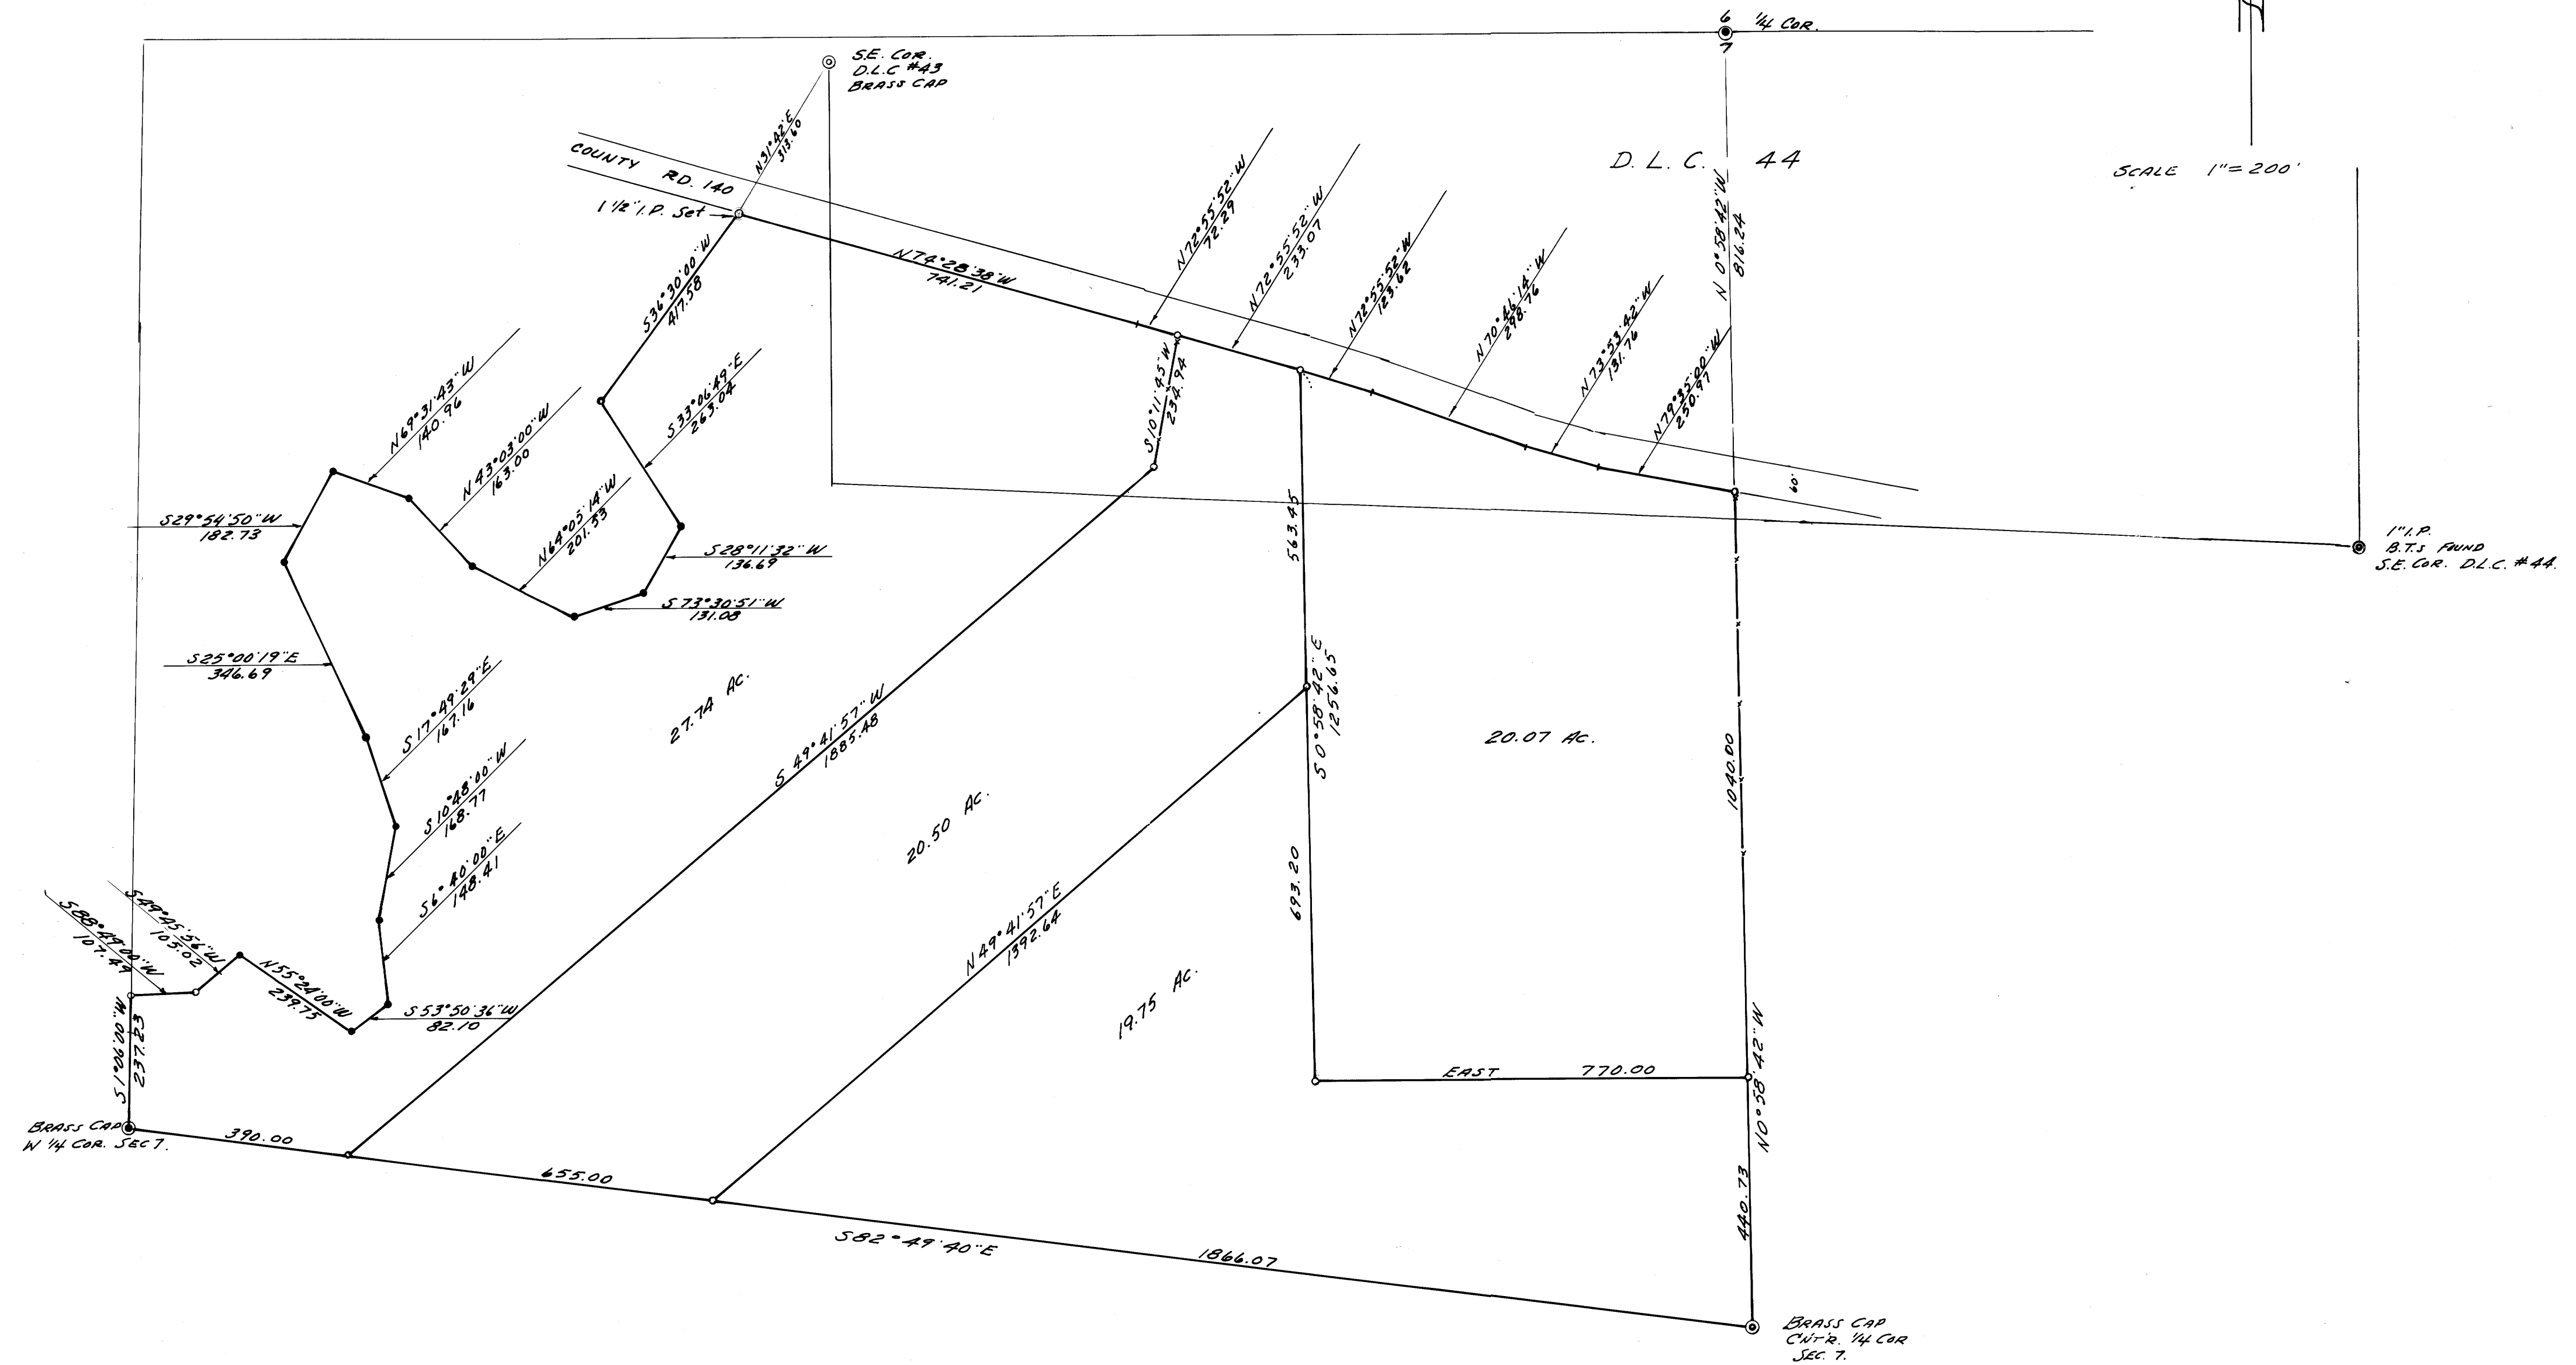 6 1/4 COR.
7
S.E. COR.
D.L.C #43
BRASS CAP
N31°42'E
313.60
COUNTY RD. 140
1 1/2" I.P. Set
D. L. C. 44
SCALE 1"=200'
N 0°58'42"W
816.24
N74°28'38"W
741.21
N72°55'52"W
72.29
N72°55'52"W
233.07
N72°55'52"W
123.62
N70°46'14"W
298.76
N73°53'42"W
131.76
N79°35'00"W
250.97
60'
1" I.P.
B.T.s FOUND
S.E. COR. D.L.C. #44.
S36°30'00"W
417.58
S33°06'49"E
263.04
S10°11'45"W
234.94
N69°31'43"W
140.96
N43°03'00"W
163.00
N64°05'14"W
201.53
S28°11'32"W
136.69
S73°30'51"W
131.08
S29°54'50"W
182.73
S25°00'19"E
346.69
S17°49'29"E
167.16
S10°48'00"W
168.77
S6°40'00"E
148.41
S53°50'36"W
82.10
N55°24'00"W
239.75
S49°45'56"W
105.02
S88°49'00"W
107.49
S1°06'00"W
237.23
27.74 AC.
S 49°41'57"W
1885.48
20.50 AC.
N49°41'57"E
1392.64
19.75 AC.
563.45
S0°58'42"E
1256.65
693.20
20.07 AC.
1040.00
EAST 770.00
N0°58'42"W
440.73
BRASS CAP
W 1/4 COR. SEC 7.
390.00
655.00
S82°49'40"E
1866.07
BRASS CAP
CNT'R. 1/4 COR
SEC. 7.